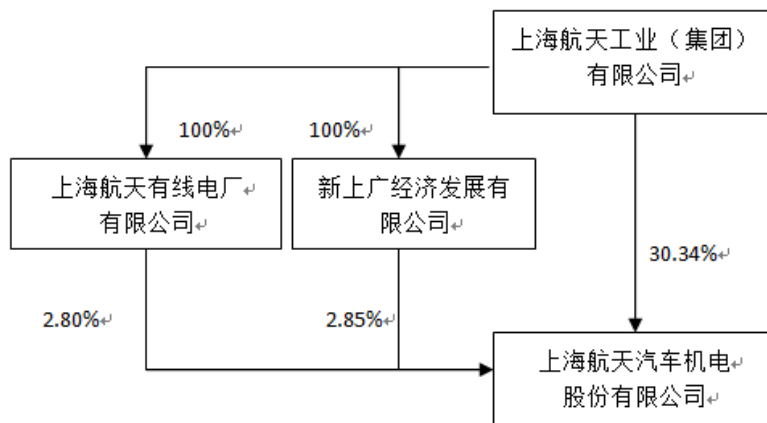 上海航天工业（集团）
有限公司↵
100%↵
100%↵
上海航天有线电厂↵
有限公司↵
新上广经济发展有
限公司↵
30.34%↵
2.80%↵
2.85%↵
上海航天汽车机电↵
股份有限公司↵